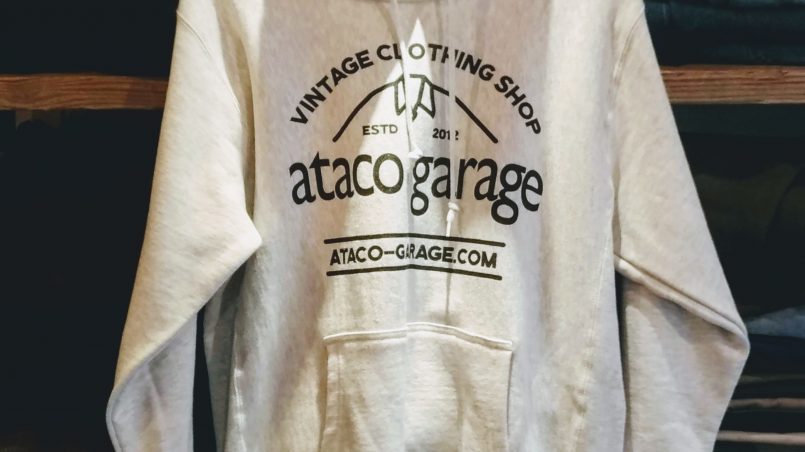 VINTAGE CLOTHING SHOP
ESTD 2012
ataco garage
ATACO-GARAGE.COM